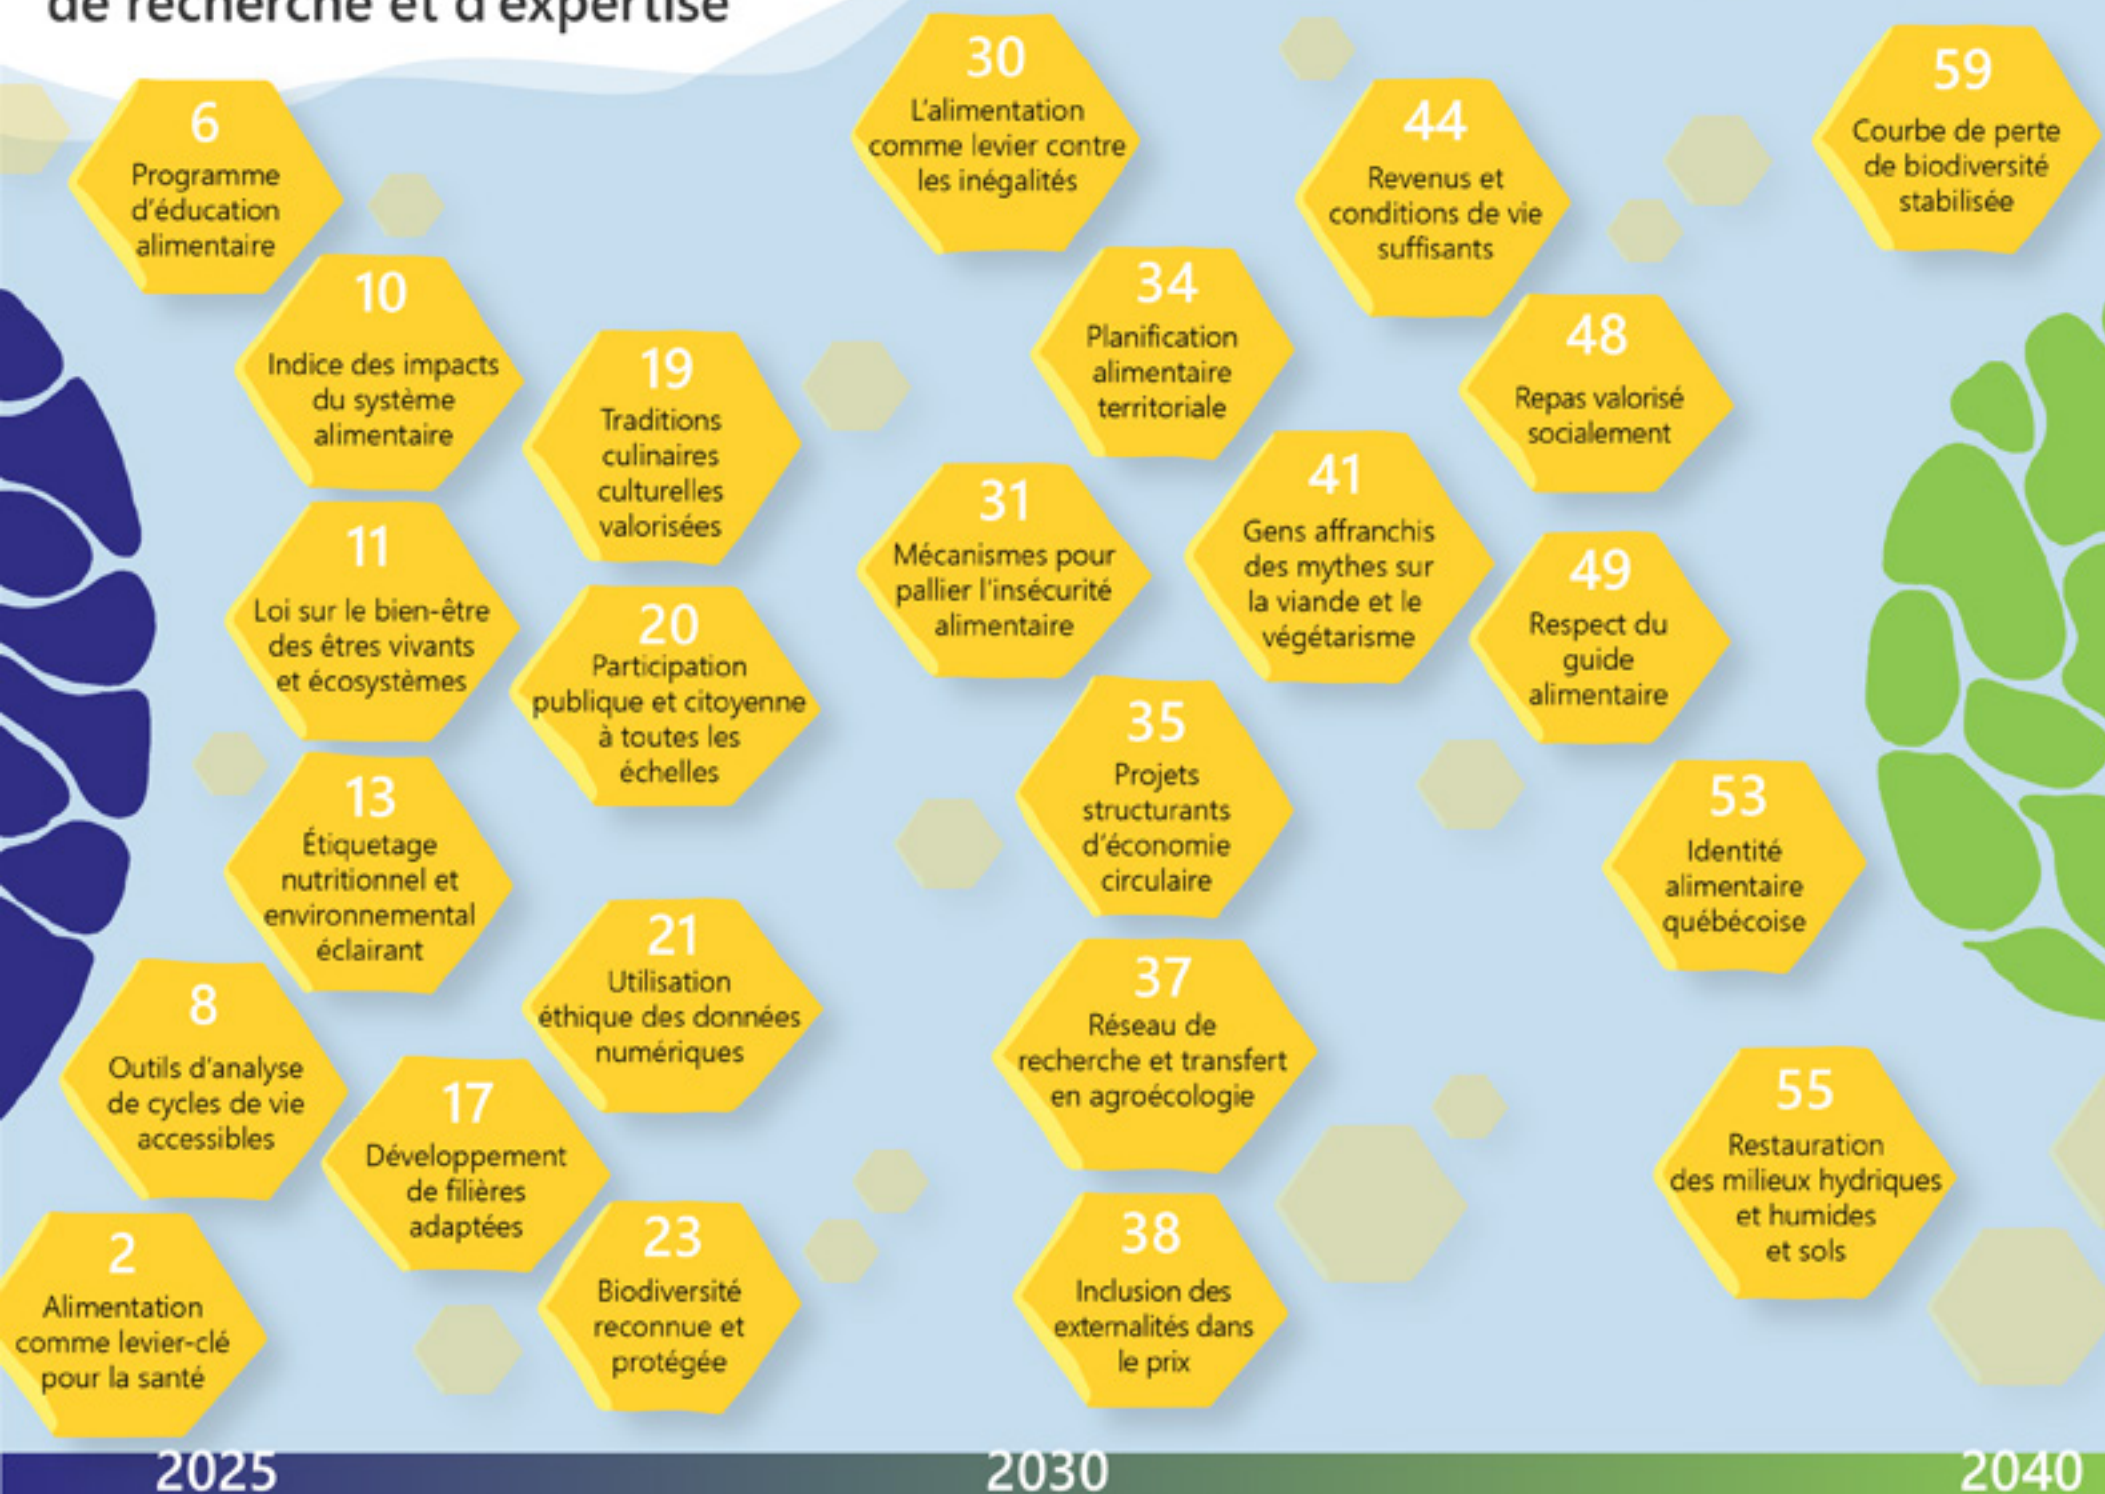 de recherche et d'expertise
6
Programme
d'éducation
alimentaire
10
Indice des impacts
du système
alimentaire
11
Loi sur le bien-être
des êtres vivants
et écosystèmes
13
Étiquetage
nutritionnel et
environnemental
éclairant
8
Outils d'analyse
de cycles de vie
accessibles
2
Alimentation
comme levier-clé
pour la santé
17
Développement
de filières
adaptées
19
Traditions
culinaires
culturelles
valorisées
20
Participation
publique et citoyenne
à toutes les
échelles
21
Utilisation
éthique des données
numériques
23
Biodiversité
reconnue et
protégée
30
L'alimentation
comme levier contre
les inégalités
34
Planification
alimentaire
territoriale
31
Mécanismes pour
pallier l'insécurité
alimentaire
35
Projets
structurants
d'économie
circulaire
37
Réseau de
recherche et transfert
en agroécologie
38
Inclusion des
externalités dans
le prix
44
Revenus et
conditions de vie
suffisants
41
Gens affranchis
des mythes sur
la viande et le
végétarisme
48
Repas valorisé
socialement
49
Respect du
guide
alimentaire
53
Identité
alimentaire
québécoise
55
Restauration
des milieux hydriques
et humides
et sols
59
Courbe de perte
de biodiversité
stabilisée
2025
2030
2040